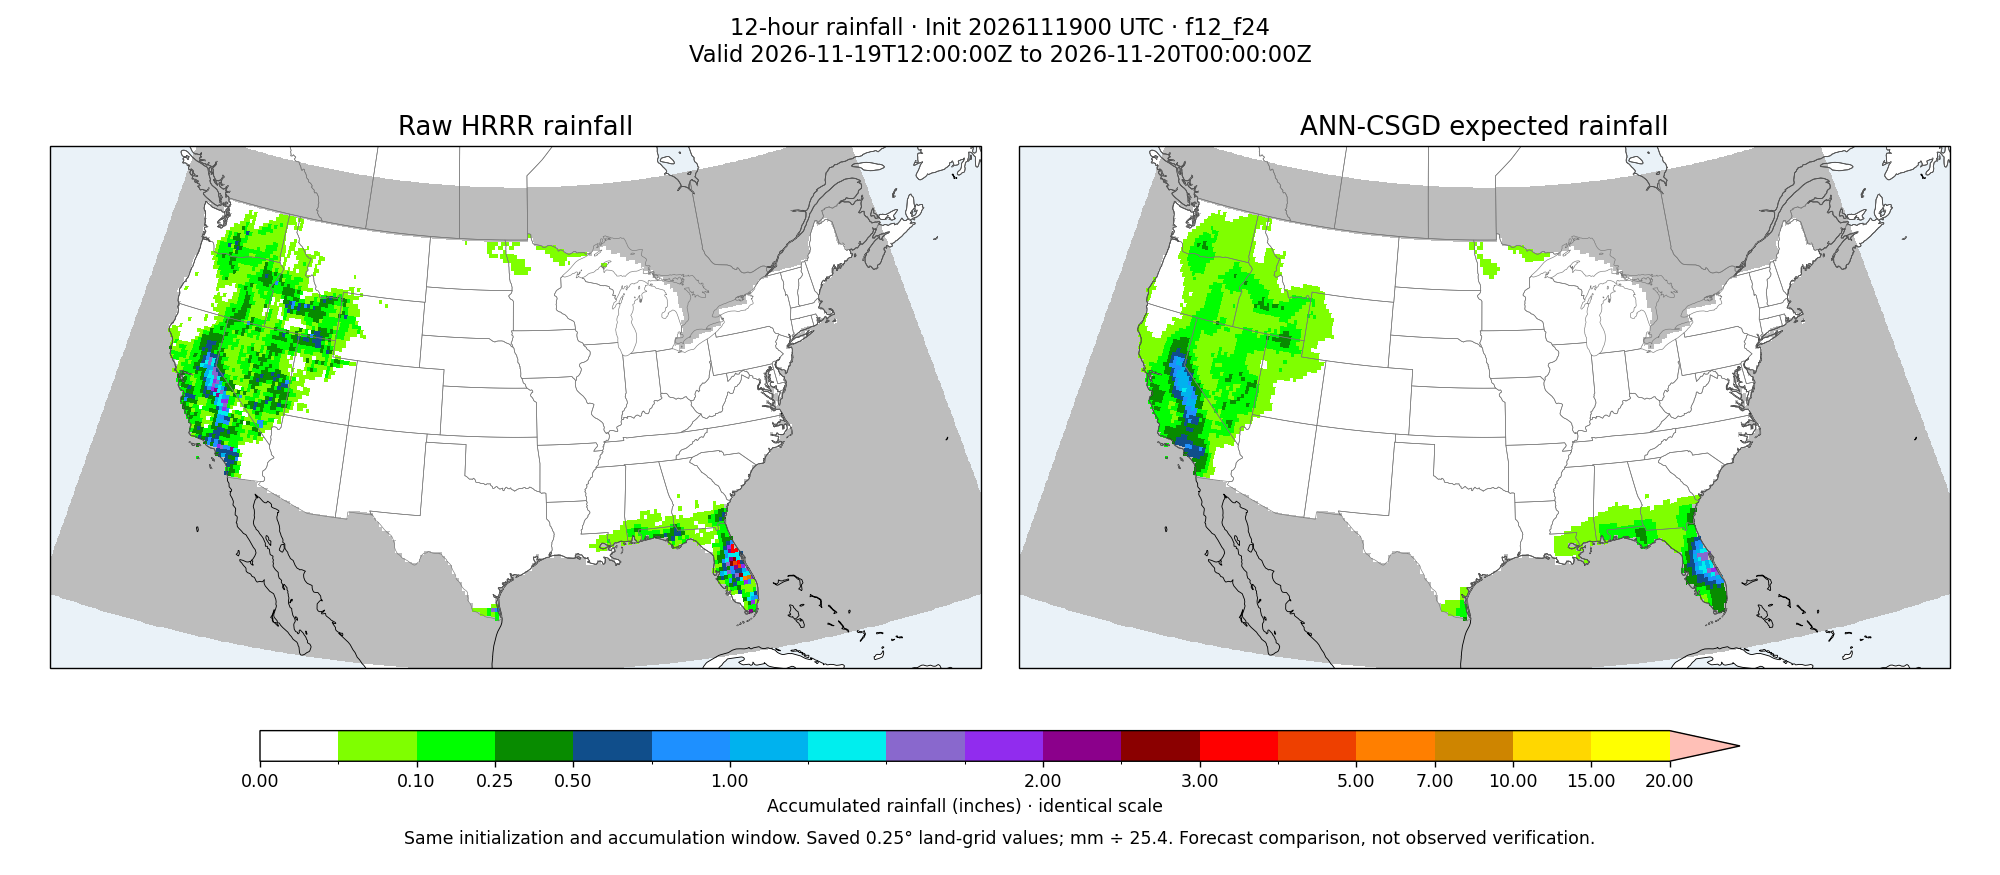 12-hour rainfall · Init 2026111900 UTC · f12_f24
Valid 2026-11-19T12:00:00Z to 2026-11-20T00:00:00Z
Raw HRRR rainfall
ANN-CSGD expected rainfall
0.00 0.10 0.25 0.50 1.00 2.00 3.00 5.00 7.00 10.00 15.00 20.00
Accumulated rainfall (inches) · identical scale
Same initialization and accumulation window. Saved 0.25° land-grid values; mm ÷ 25.4. Forecast comparison, not observed verification.